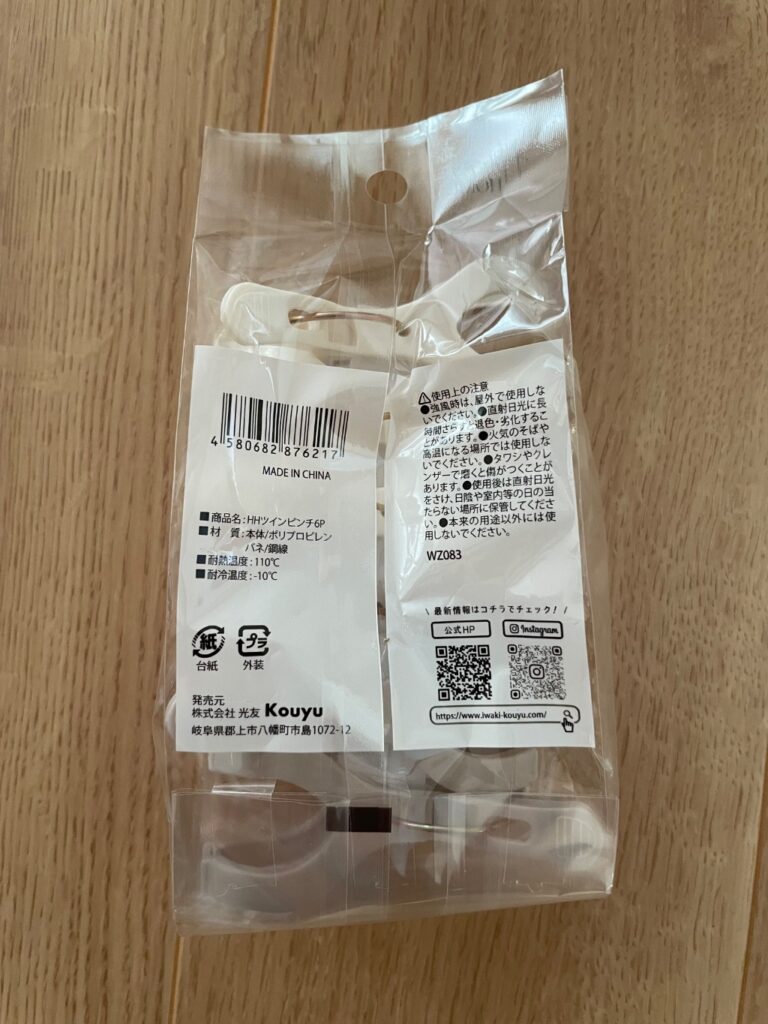 4 580682 876217
MADE IN CHINA
■商品名:HHツインピンチ6P
■材 質:本体/ポリプロピレン
バネ/鋼線
■耐熱温度:110℃
■耐冷温度:-10℃
紙
台紙
プラ
外装
発売元
株式会社 光友 Kouyu
岐阜県郡上市八幡町市島1072-12
⚠使用上の注意
●強風時は、屋外で使用しな
いでください。●直射日光に長
時間さらすと退色・劣化するこ
とがあります。●火気のそばや
高温になる場所では使用しな
いでください。●タワシやクレ
ンザーで磨くと傷がつくことが
あります。●使用後は直射日光
をさけ、日陰や室内等の日の当
たらない場所に保管してくださ
い。●本来の用途以外には使
用しないでください。
WZ083
\ 最新情報はコチラでチェック! /
公式HP
Instagram
https://www.iwaki-kouyu.com/